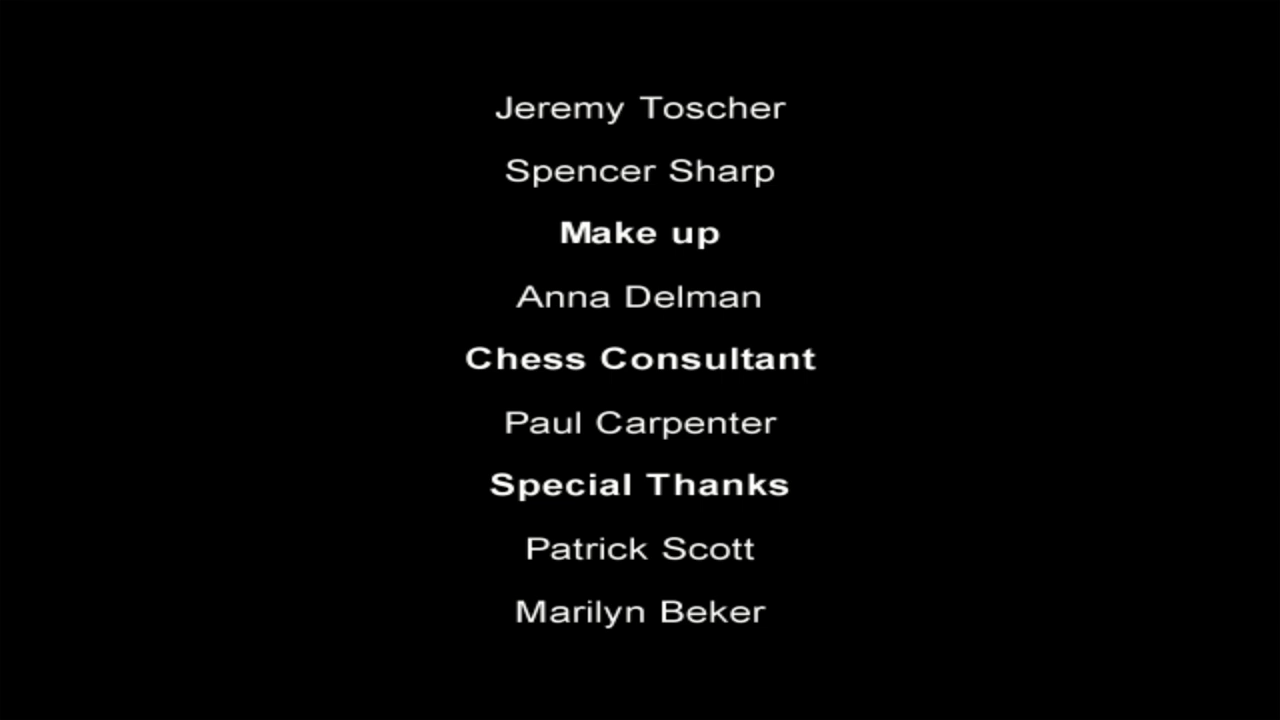 Jeremy Toscher
Spencer Sharp
Make up
Anna Delman
Chess Consultant
Paul Carpenter
Special Thanks
Patrick Scott
Marilyn Beker